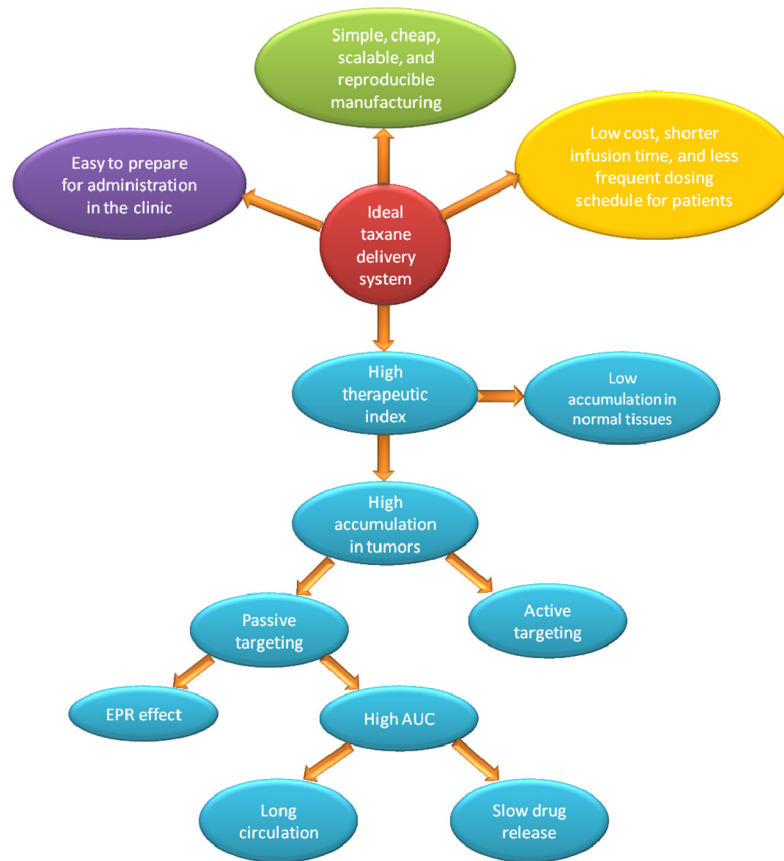 Simple, cheap,
scalable, and
reproducible
manufacturing
Easy to prepare
for administration
in the clinic
Low cost, shorter
infusion time, and less
frequent dosing
schedule for patients
Ideal
taxane
delivery
system
High
therapeutic
index
Low
accumulation in
normal tissues
High
accumulation
in tumors
Passive
targeting
Active
targeting
EPR effect
High AUC
Long
circulation
Slow drug
release